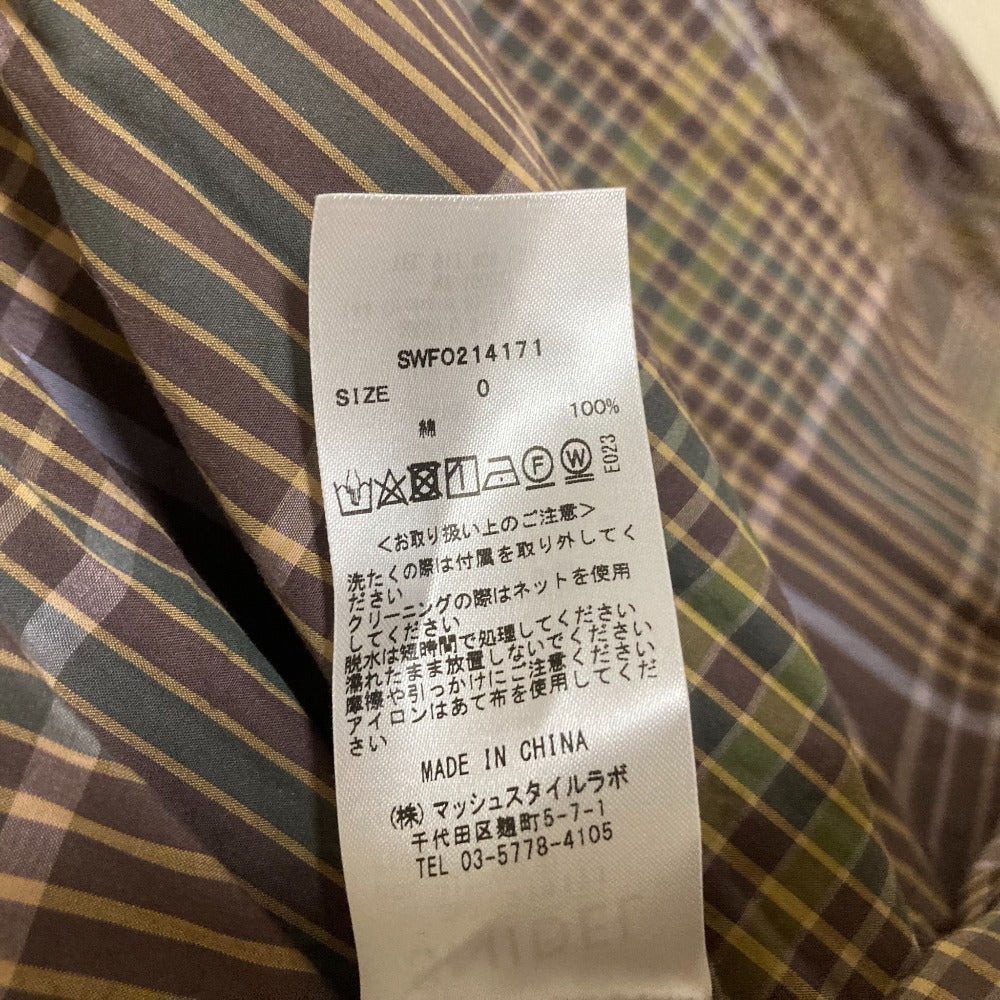 SWFO214171
SIZE 0
綿 100%
F W E023
<お取り扱い上のご注意>
洗たくの際は付属を取り外してく
ださい
クリーニングの際はネットを使用
してください
脱水は短時間で処理してください
濡れたまま放置しないでください
摩擦や引っかけにご注意ください
アイロンはあて布を使用してくだ
さい
MADE IN CHINA
(株)マッシュスタイルラボ
千代田区麹町5-7-1
TEL 03-5778-4105